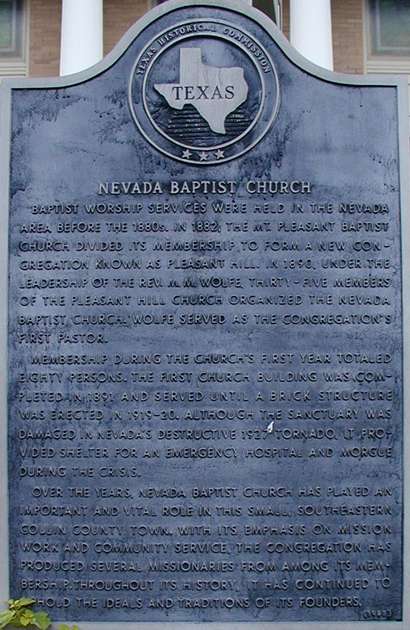 TEXAS HISTORICAL COMMISSION
TEXAS
NEVADA BAPTIST CHURCH
BAPTIST WORSHIP SERVICES WERE HELD IN THE NEVADA
AREA BEFORE THE 1880s. IN 1882, THE MT. PLEASANT BAPTIST
CHURCH DIVIDED ITS MEMBERSHIP TO FORM A NEW CON-
GREGATION KNOWN AS PLEASANT HILL. IN 1890, UNDER THE
LEADERSHIP OF THE REV. M. M. WOLFE, THIRTY-FIVE MEMBERS
OF THE PLEASANT HILL CHURCH ORGANIZED THE NEVADA
BAPTIST CHURCH. WOLFE SERVED AS THE CONGREGATION'S
FIRST PASTOR.
MEMBERSHIP DURING THE CHURCH'S FIRST YEAR TOTALED
EIGHTY PERSONS. THE FIRST CHURCH BUILDING WAS COM-
PLETED IN 1891 AND SERVED UNTIL A BRICK STRUCTURE
WAS ERECTED IN 1919-20. ALTHOUGH THE SANCTUARY WAS
DAMAGED IN NEVADA'S DESTRUCTIVE 1927 TORNADO, IT PRO-
VIDED SHELTER FOR AN EMERGENCY HOSPITAL AND MORGUE
DURING THE CRISIS.
OVER THE YEARS, NEVADA BAPTIST CHURCH HAS PLAYED AN
IMPORTANT AND VITAL ROLE IN THIS SMALL, SOUTHEASTERN
COLLIN COUNTY TOWN. WITH ITS EMPHASIS ON MISSION
WORK AND COMMUNITY SERVICE, THE CONGREGATION HAS
PRODUCED SEVERAL MISSIONARIES FROM AMONG ITS MEM-
BERSHIP. THROUGHOUT ITS HISTORY, IT HAS CONTINUED TO
HOLD THE IDEALS AND TRADITIONS OF ITS FOUNDERS.